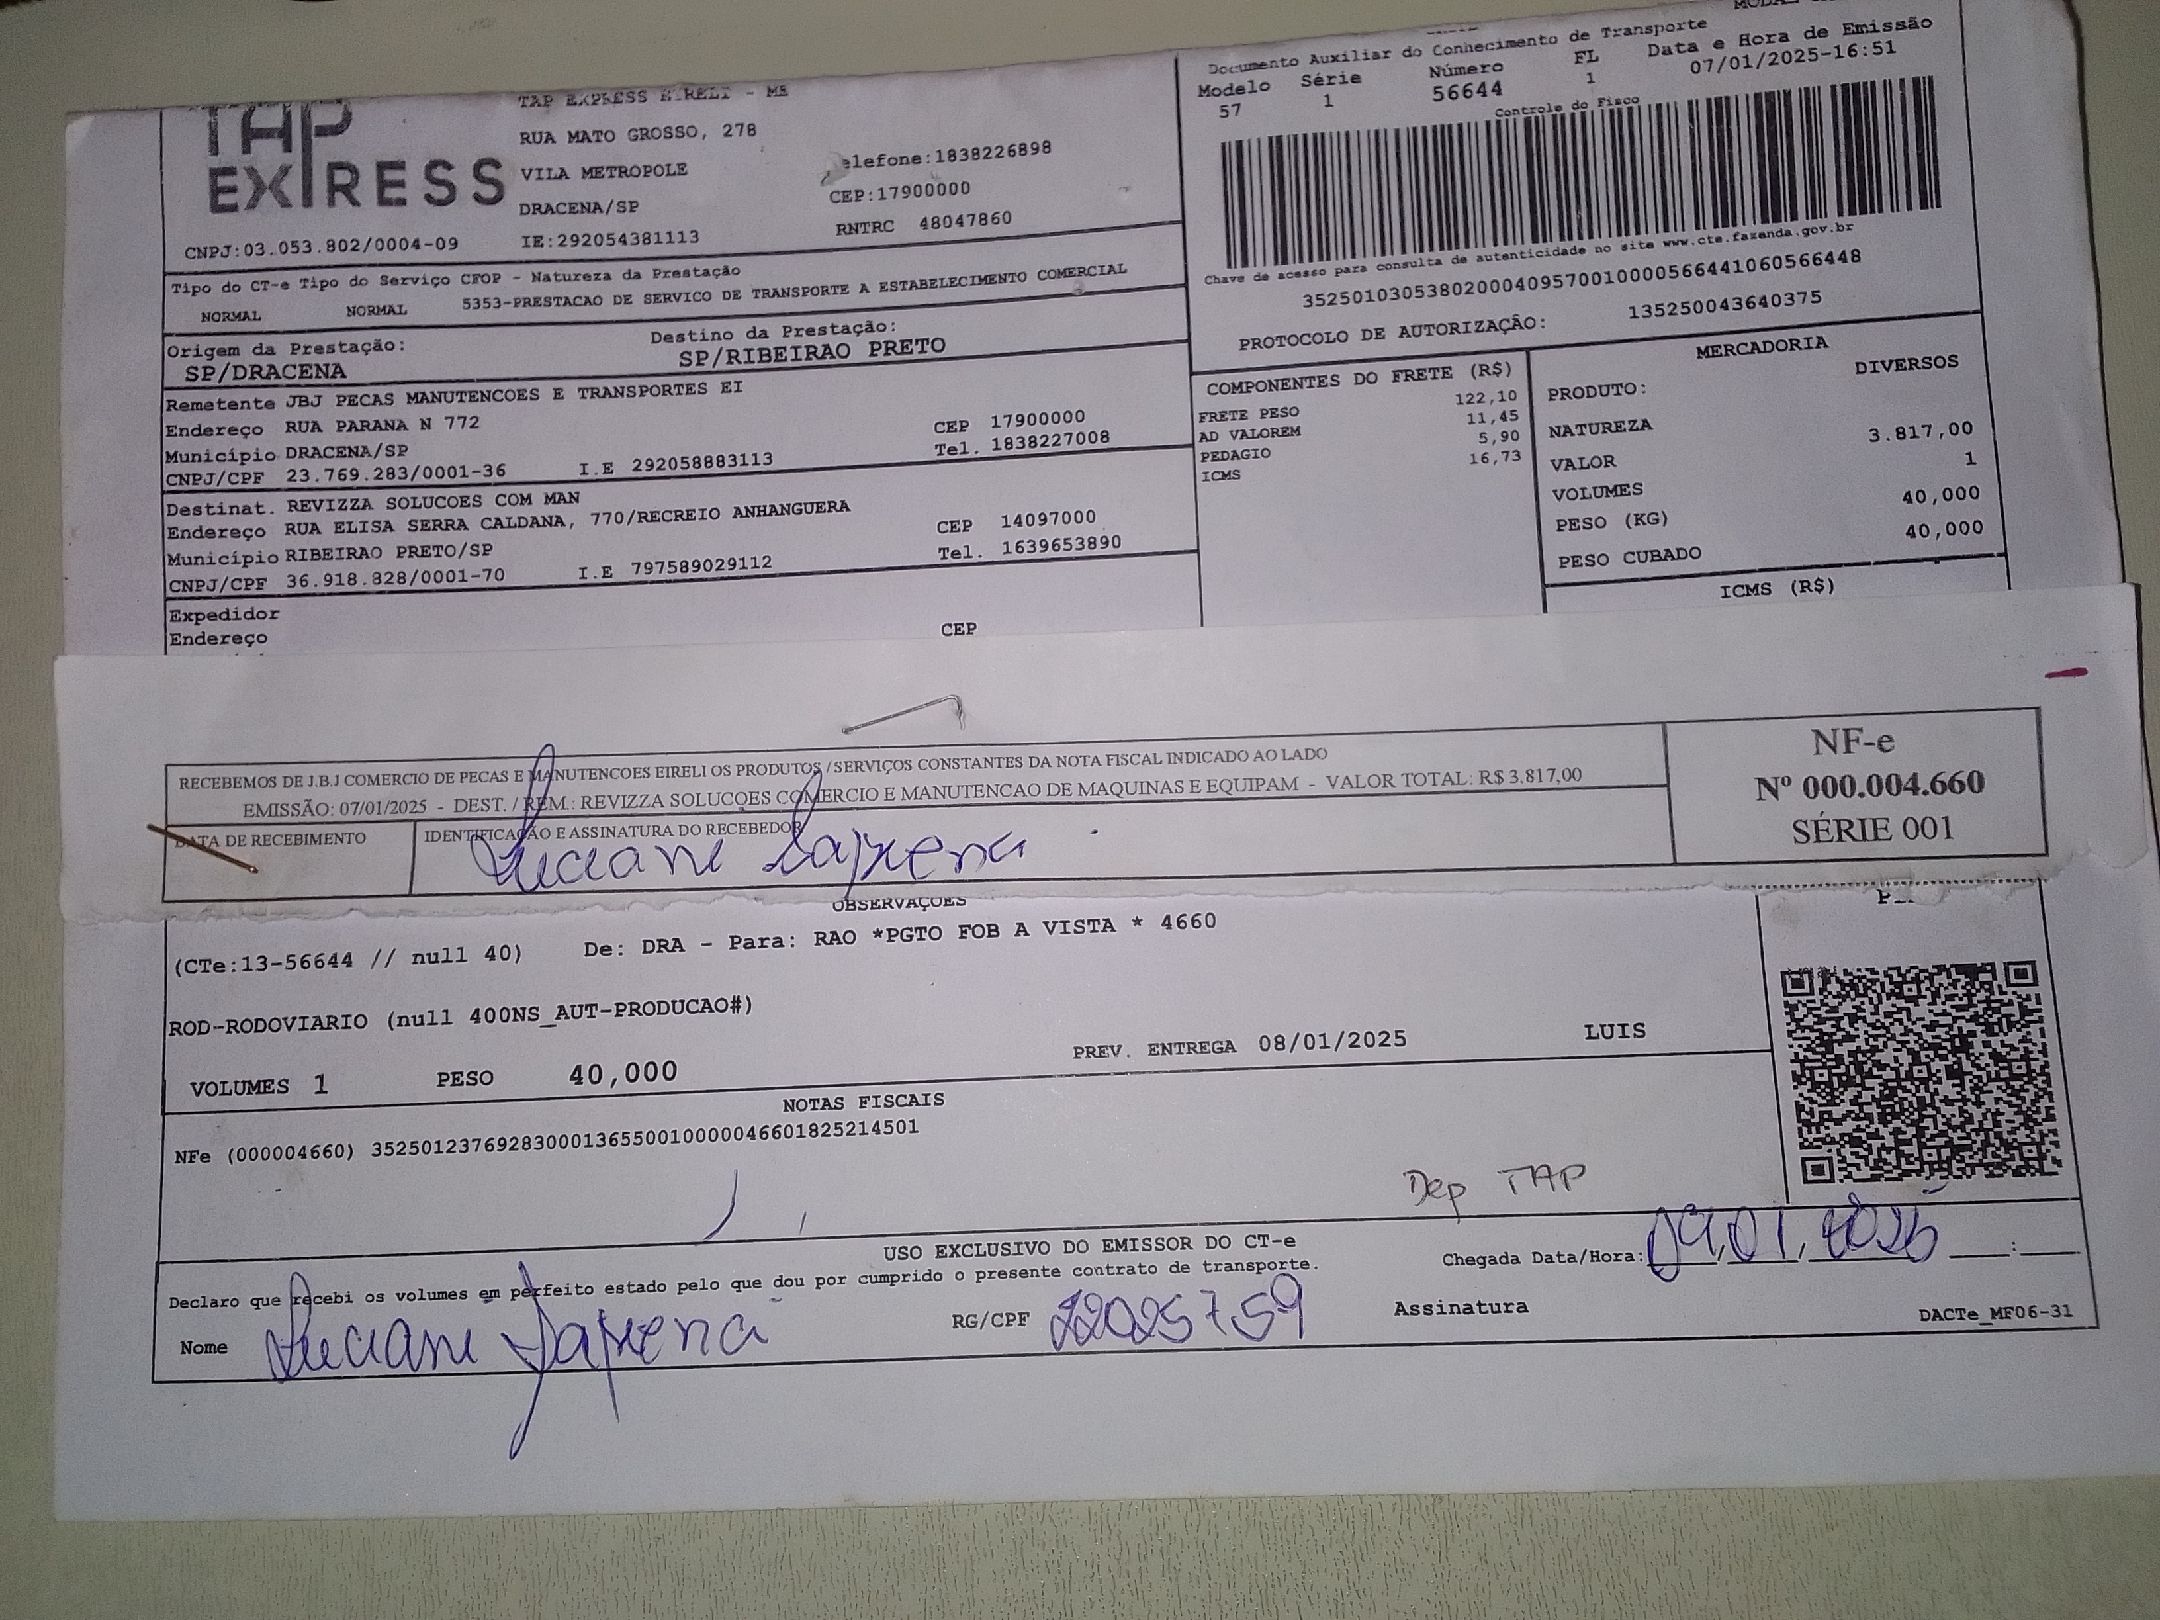 TAP
EXPRESS
TAP EXPRESS EIRELI - ME
RUA MATO GROSSO, 278
VILA METROPOLE
elefone:1838226898
DRACENA/SP
CEP:17900000
CNPJ:03.053.802/0004-09
IE:292054381113
RNTRC 48047860
Documento Auxiliar do Conhecimento de Transporte
Modelo Série Número FL Data e Hora de Emissão
57 1 56644 1 07/01/2025-16:51
Controle do Fisco
Chave de acesso para consulta de autenticidade no site www.cte.fazenda.gov.br
35250103053802000409570010000566441060566448
PROTOCOLO DE AUTORIZAÇÃO: 135250043640375
Tipo do CT-e Tipo do Serviço CFOP - Natureza da Prestação
NORMAL NORMAL 5353-PRESTACAO DE SERVICO DE TRANSPORTE A ESTABELECIMENTO COMERCIAL
Origem da Prestação: Destino da Prestação:
SP/DRACENA SP/RIBEIRAO PRETO
Remetente JBJ PECAS MANUTENCOES E TRANSPORTES EI
Endereço RUA PARANA N 772 CEP 17900000
Município DRACENA/SP Tel. 1838227008
CNPJ/CPF 23.769.283/0001-36 I.E 292058883113
Destinat. REVIZZA SOLUCOES COM MAN
Endereço RUA ELISA SERRA CALDANA, 770/RECREIO ANHANGUERA CEP 14097000
Município RIBEIRAO PRETO/SP Tel. 1639653890
CNPJ/CPF 36.918.828/0001-70 I.E 797589029112
Expedidor
Endereço CEP
COMPONENTES DO FRETE (R$)
FRETE PESO 122,10
AD VALOREM 11,45
PEDAGIO 5,90
ICMS 16,73
MERCADORIA
PRODUTO: DIVERSOS
NATUREZA
VALOR 3.817,00
VOLUMES 1
PESO (KG) 40,000
PESO CUBADO 40,000
ICMS (R$)
RECEBEMOS DE J.B.J COMERCIO DE PECAS E MANUTENCOES EIRELI OS PRODUTOS / SERVIÇOS CONSTANTES DA NOTA FISCAL INDICADO AO LADO
EMISSÃO: 07/01/2025 - DEST. / REM.: REVIZZA SOLUCOES COMERCIO E MANUTENCAO DE MAQUINAS E EQUIPAM - VALOR TOTAL: R$ 3.817,00
DATA DE RECEBIMENTO IDENTIFICAÇÃO E ASSINATURA DO RECEBEDOR
NF-e
Nº 000.004.660
SÉRIE 001
OBSERVAÇÕES
(CTe:13-56644 // null 40) De: DRA - Para: RAO *PGTO FOB A VISTA * 4660
ROD-RODOVIARIO (null 400NS_AUT-PRODUCAO#)
PREV. ENTREGA 08/01/2025 LUIS
VOLUMES 1 PESO 40,000
NOTAS FISCAIS
NFe (000004660) 35250123769283000136550010000046601825214501
Dep TAP
USO EXCLUSIVO DO EMISSOR DO CT-e
Chegada Data/Hora: 09,01,2025 :
Declaro que recebi os volumes em perfeito estado pelo que dou por cumprido o presente contrato de transporte.
Nome Luciani RG/CPF 22025759 Assinatura
DACTe_MF06-31